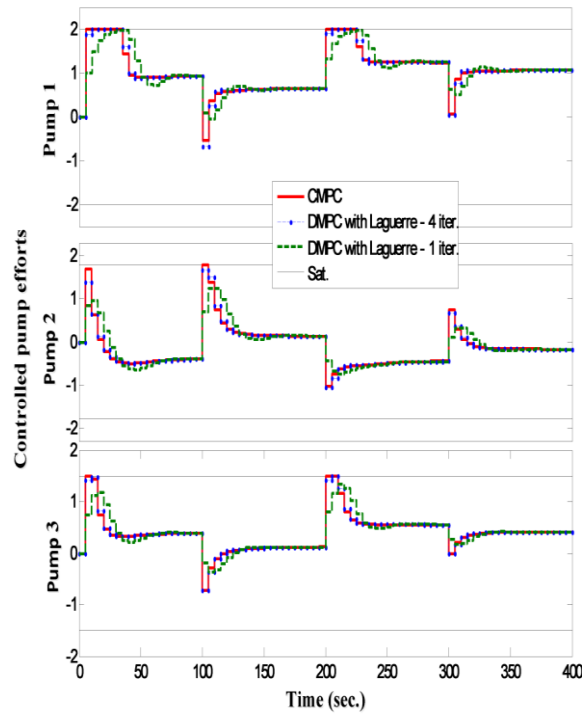 Controlled pump efforts
Pump 1
2
1
0
-1
-2
CMPC
DMPC with Laguerre - 4 iter.
DMPC with Laguerre - 1 iter.
Sat.
Pump 2
2
1
0
-1
-2
Pump 3
2
1
0
-1
-2
0 50 100 150 200 250 300 350 400
Time (sec.)